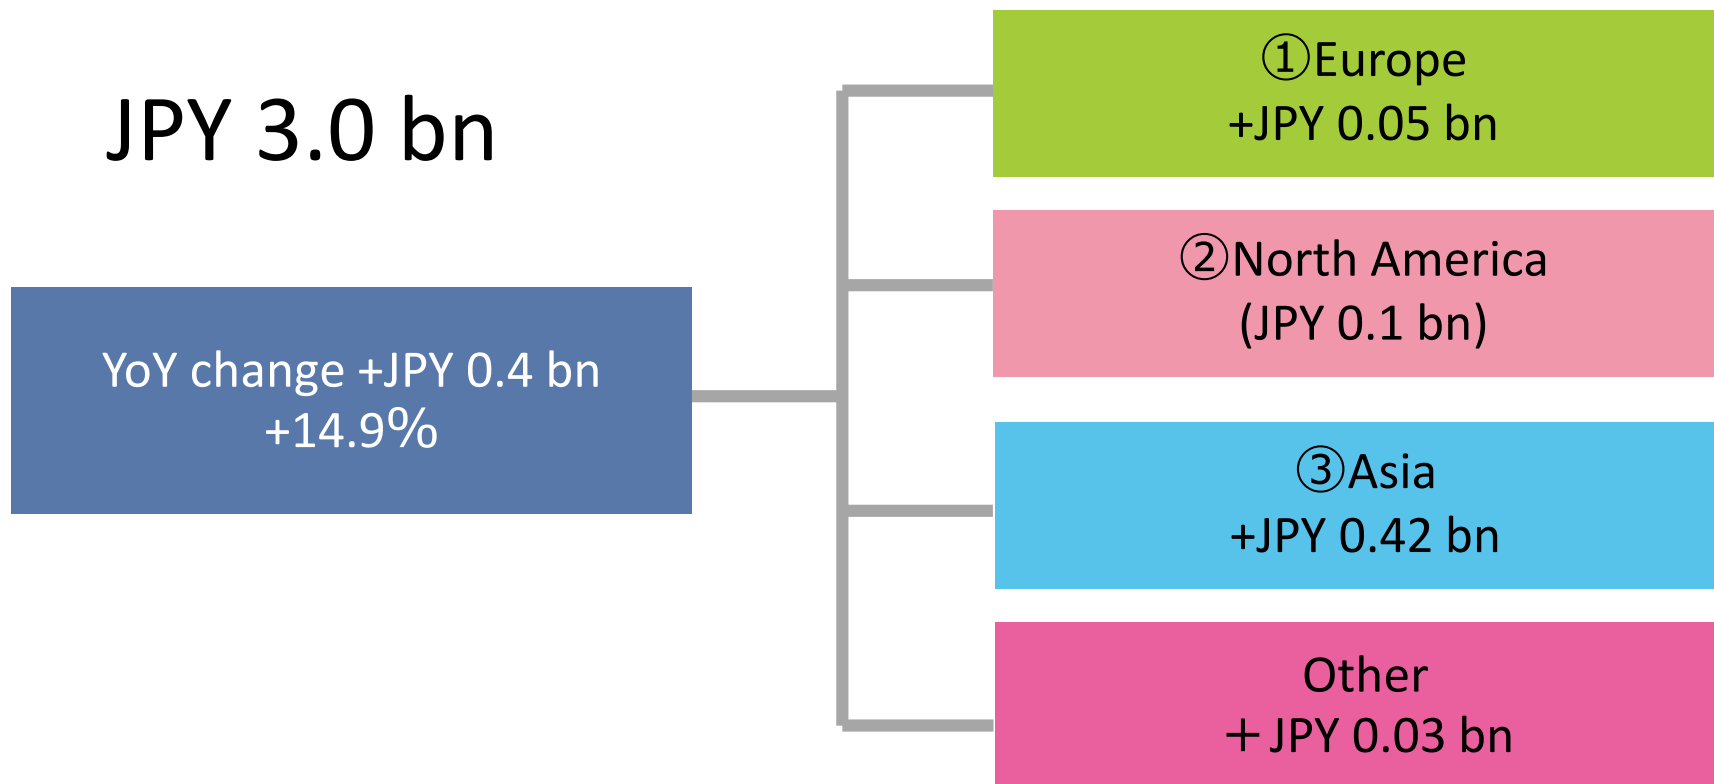 JPY 3.0 bn
YoY change +JPY 0.4 bn
+14.9%
①Europe
+JPY 0.05 bn
②North America
(JPY 0.1 bn)
③Asia
+JPY 0.42 bn
Other
＋JPY 0.03 bn